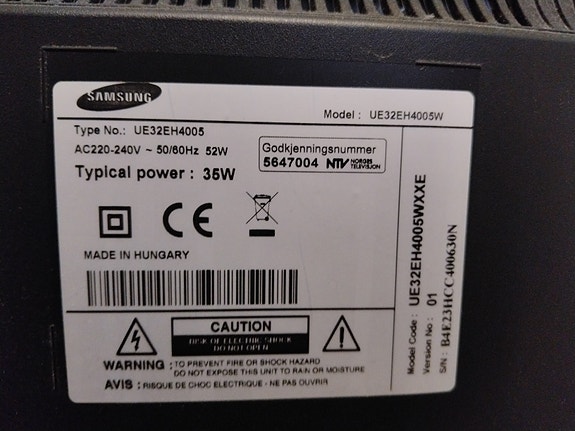 SAMSUNG
Model : UE32EH4005W
Type No.: UE32EH4005
AC220-240V ~ 50/60Hz 52W
Typical power : 35W
Godkjenningsnummer
5647004 NTV NORGES TELEVISJON
CE
MADE IN HUNGARY
CAUTION
RISK OF ELECTRIC SHOCK
DO NOT OPEN
WARNING : TO PREVENT FIRE OR SHOCK HAZARD
DO NOT EXPOSE THIS UNIT TO RAIN OR MOISTURE
AVIS : RISQUE DE CHOC ELECTRIQUE - NE PAS OUVRIR
Model Code : UE32EH4005WXXE
Version No : 01
S/N : B4E23HCC400630N